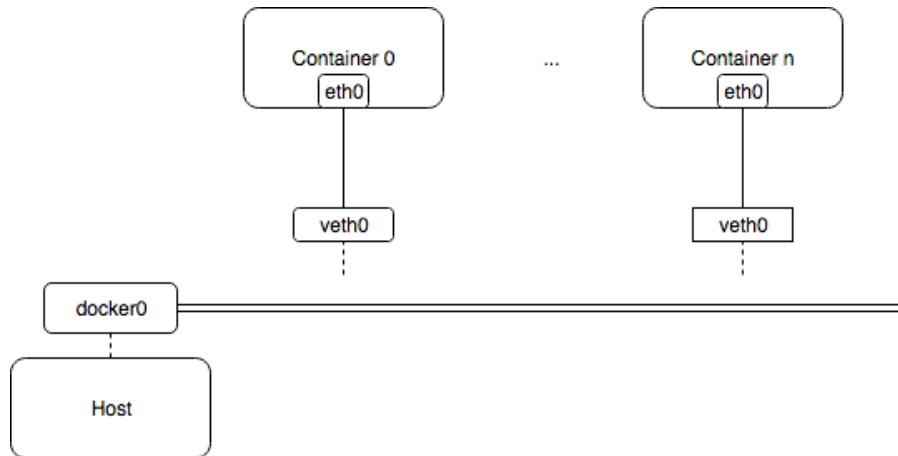 Container 0
...
Container n
eth0
eth0
veth0
veth0
docker0
Host